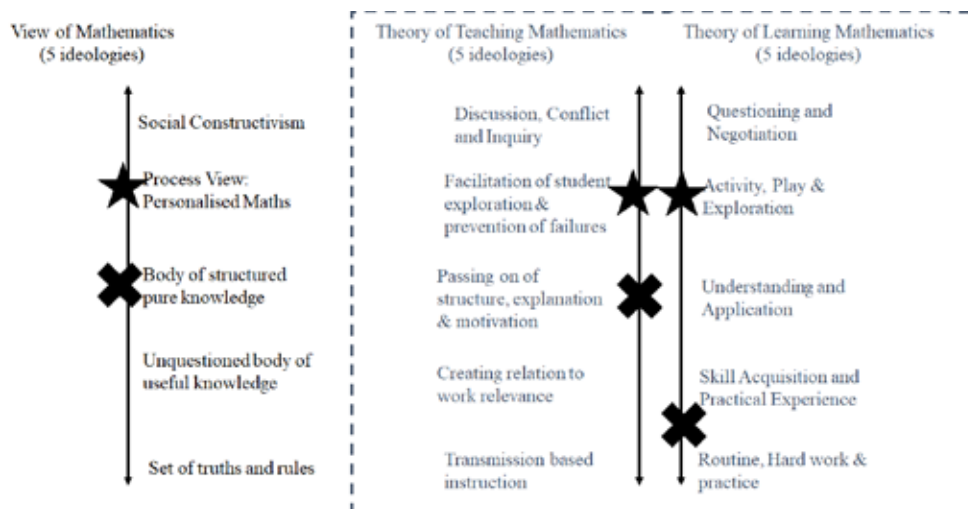 View of Mathematics
(5 ideologies)
Social Constructivism
Process View:
Personalised Maths
Body of structured
pure knowledge
Unquestioned body of
useful knowledge
Set of truths and rules
Theory of Teaching Mathematics
(5 ideologies)
Discussion, Conflict
and Inquiry
Facilitation of student
exploration &
prevention of failures
Passing on of
structure, explanation
& motivation
Creating relation to
work relevance
Transmission based
instruction
Theory of Learning Mathematics
(5 ideologies)
Questioning and
Negotiation
Activity, Play &
Exploration
Understanding and
Application
Skill Acquisition and
Practical Experience
Routine, Hard work &
practice